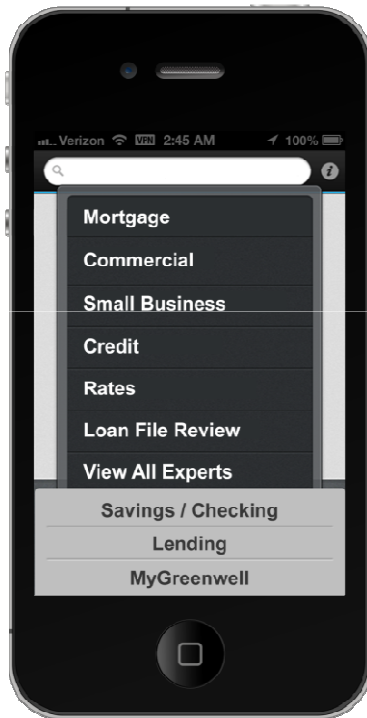 Verizon VPN 2:45 AM 100%
Mortgage
Commercial
Small Business
Credit
Rates
Loan File Review
View All Experts
Savings / Checking
Lending
MyGreenwell